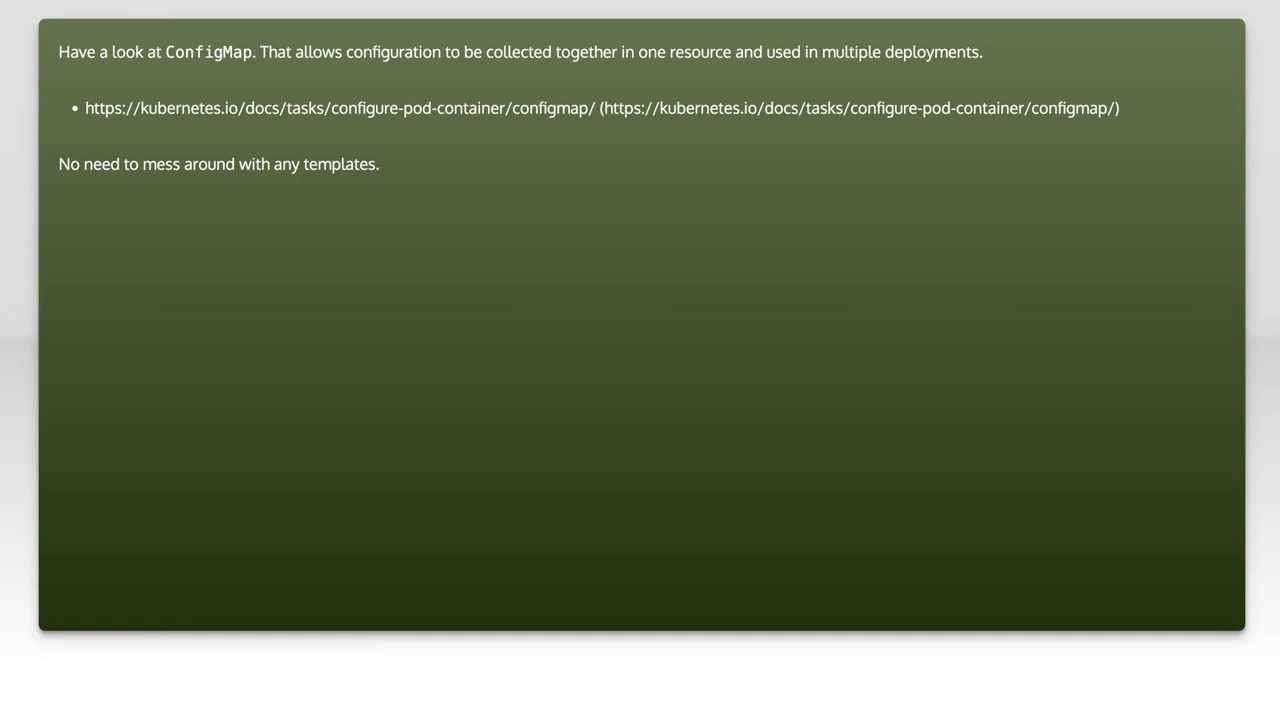 Have a look at ConfigMap. That allows configuration to be collected together in one resource and used in multiple deployments.
• https://kubernetes.io/docs/tasks/configure-pod-container/configmap/ (https://kubernetes.io/docs/tasks/configure-pod-container/configmap/)
No need to mess around with any templates.